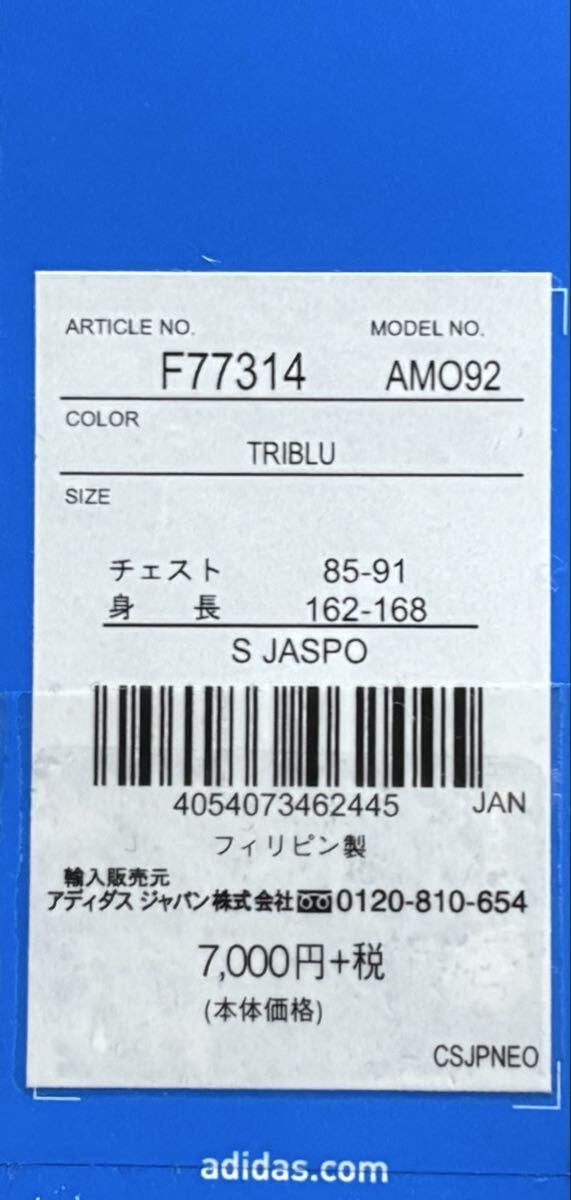 ARTICLE NO. MODEL NO.
F77314 AMO92
COLOR
TRIBLU
SIZE
チェスト 85-91
身 長 162-168
S JASPO
4054073462445 JAN
フィリピン製
輸入販売元
アディダス ジャパン株式会社 0120-810-654
7,000円+税
(本体価格)
CSJPNEO
adidas.com